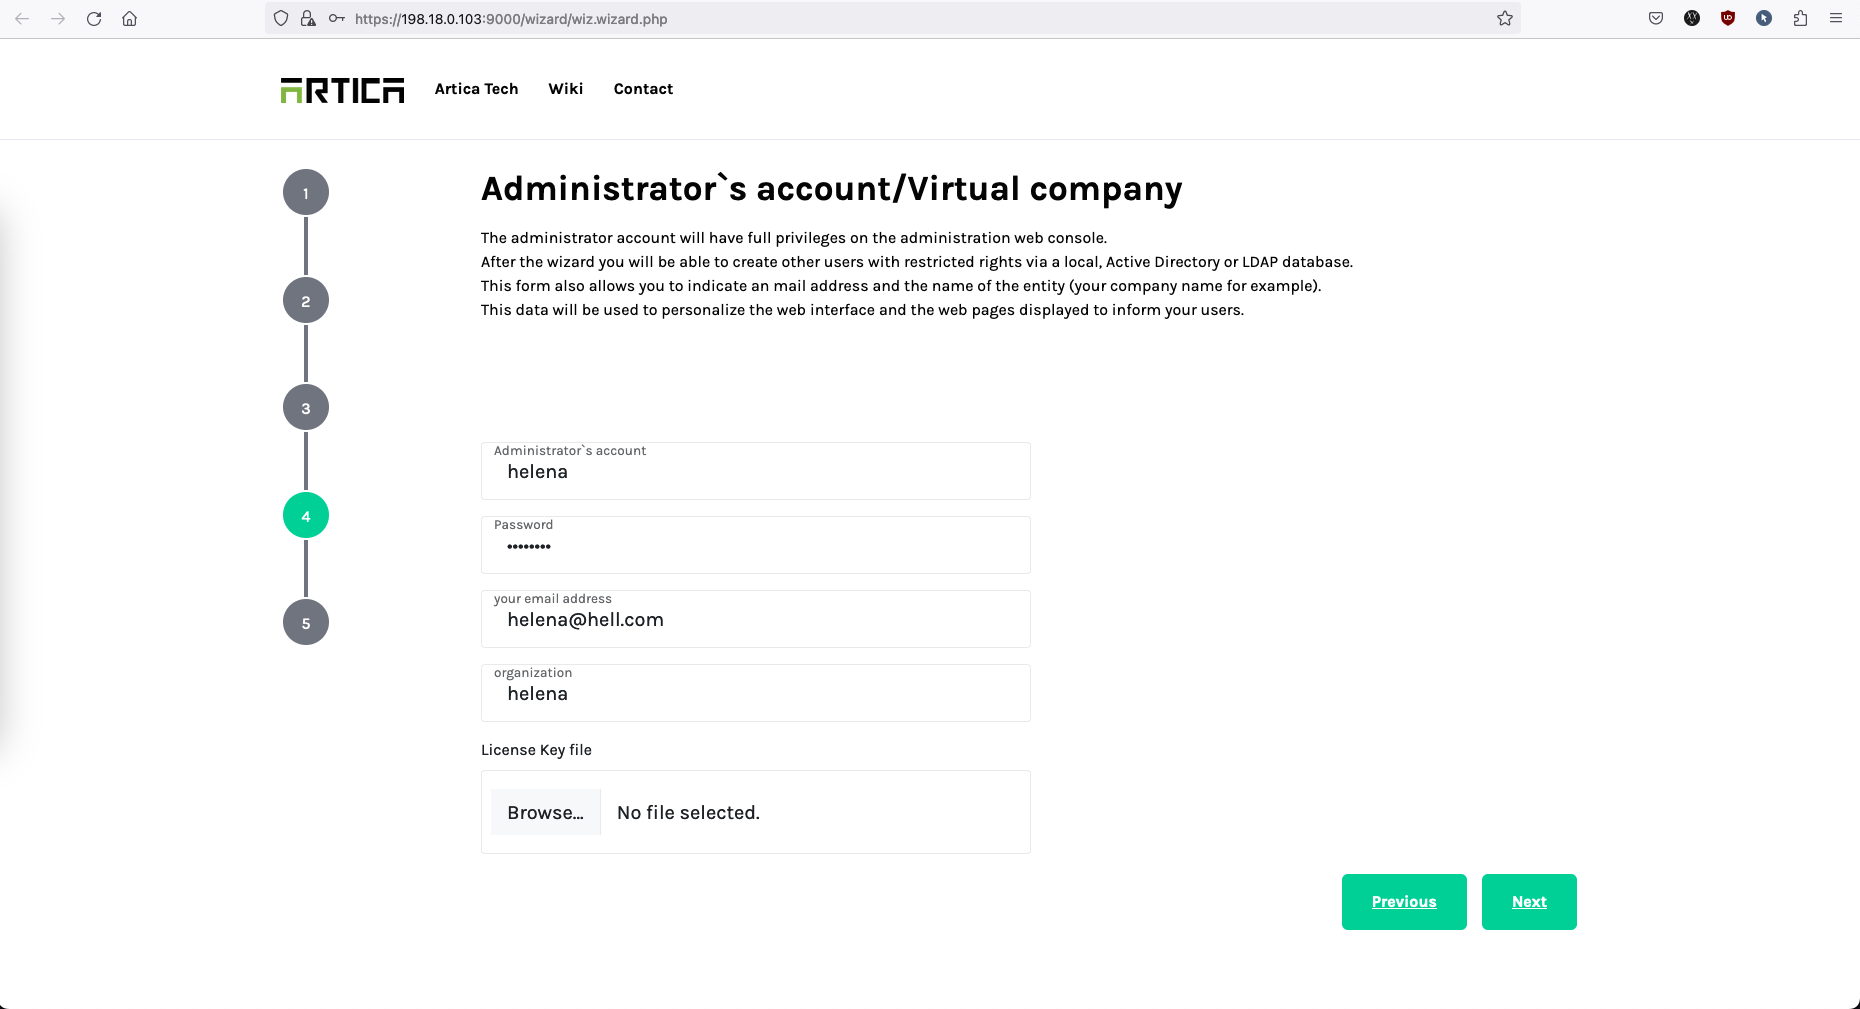 https://198.18.0.103:9000/wizard/wiz.wizard.php
ARTICA
Artica Tech
Wiki
Contact
1
2
3
4
5
Administrator`s account/Virtual company
The administrator account will have full privileges on the administration web console.
After the wizard you will be able to create other users with restricted rights via a local, Active Directory or LDAP database.
This form also allows you to indicate an mail address and the name of the entity (your company name for example).
This data will be used to personalize the web interface and the web pages displayed to inform your users.
Administrator`s account
helena
Password
••••••••
your email address
helena@hell.com
organization
helena
License Key file
Browse...
No file selected.
Previous
Next